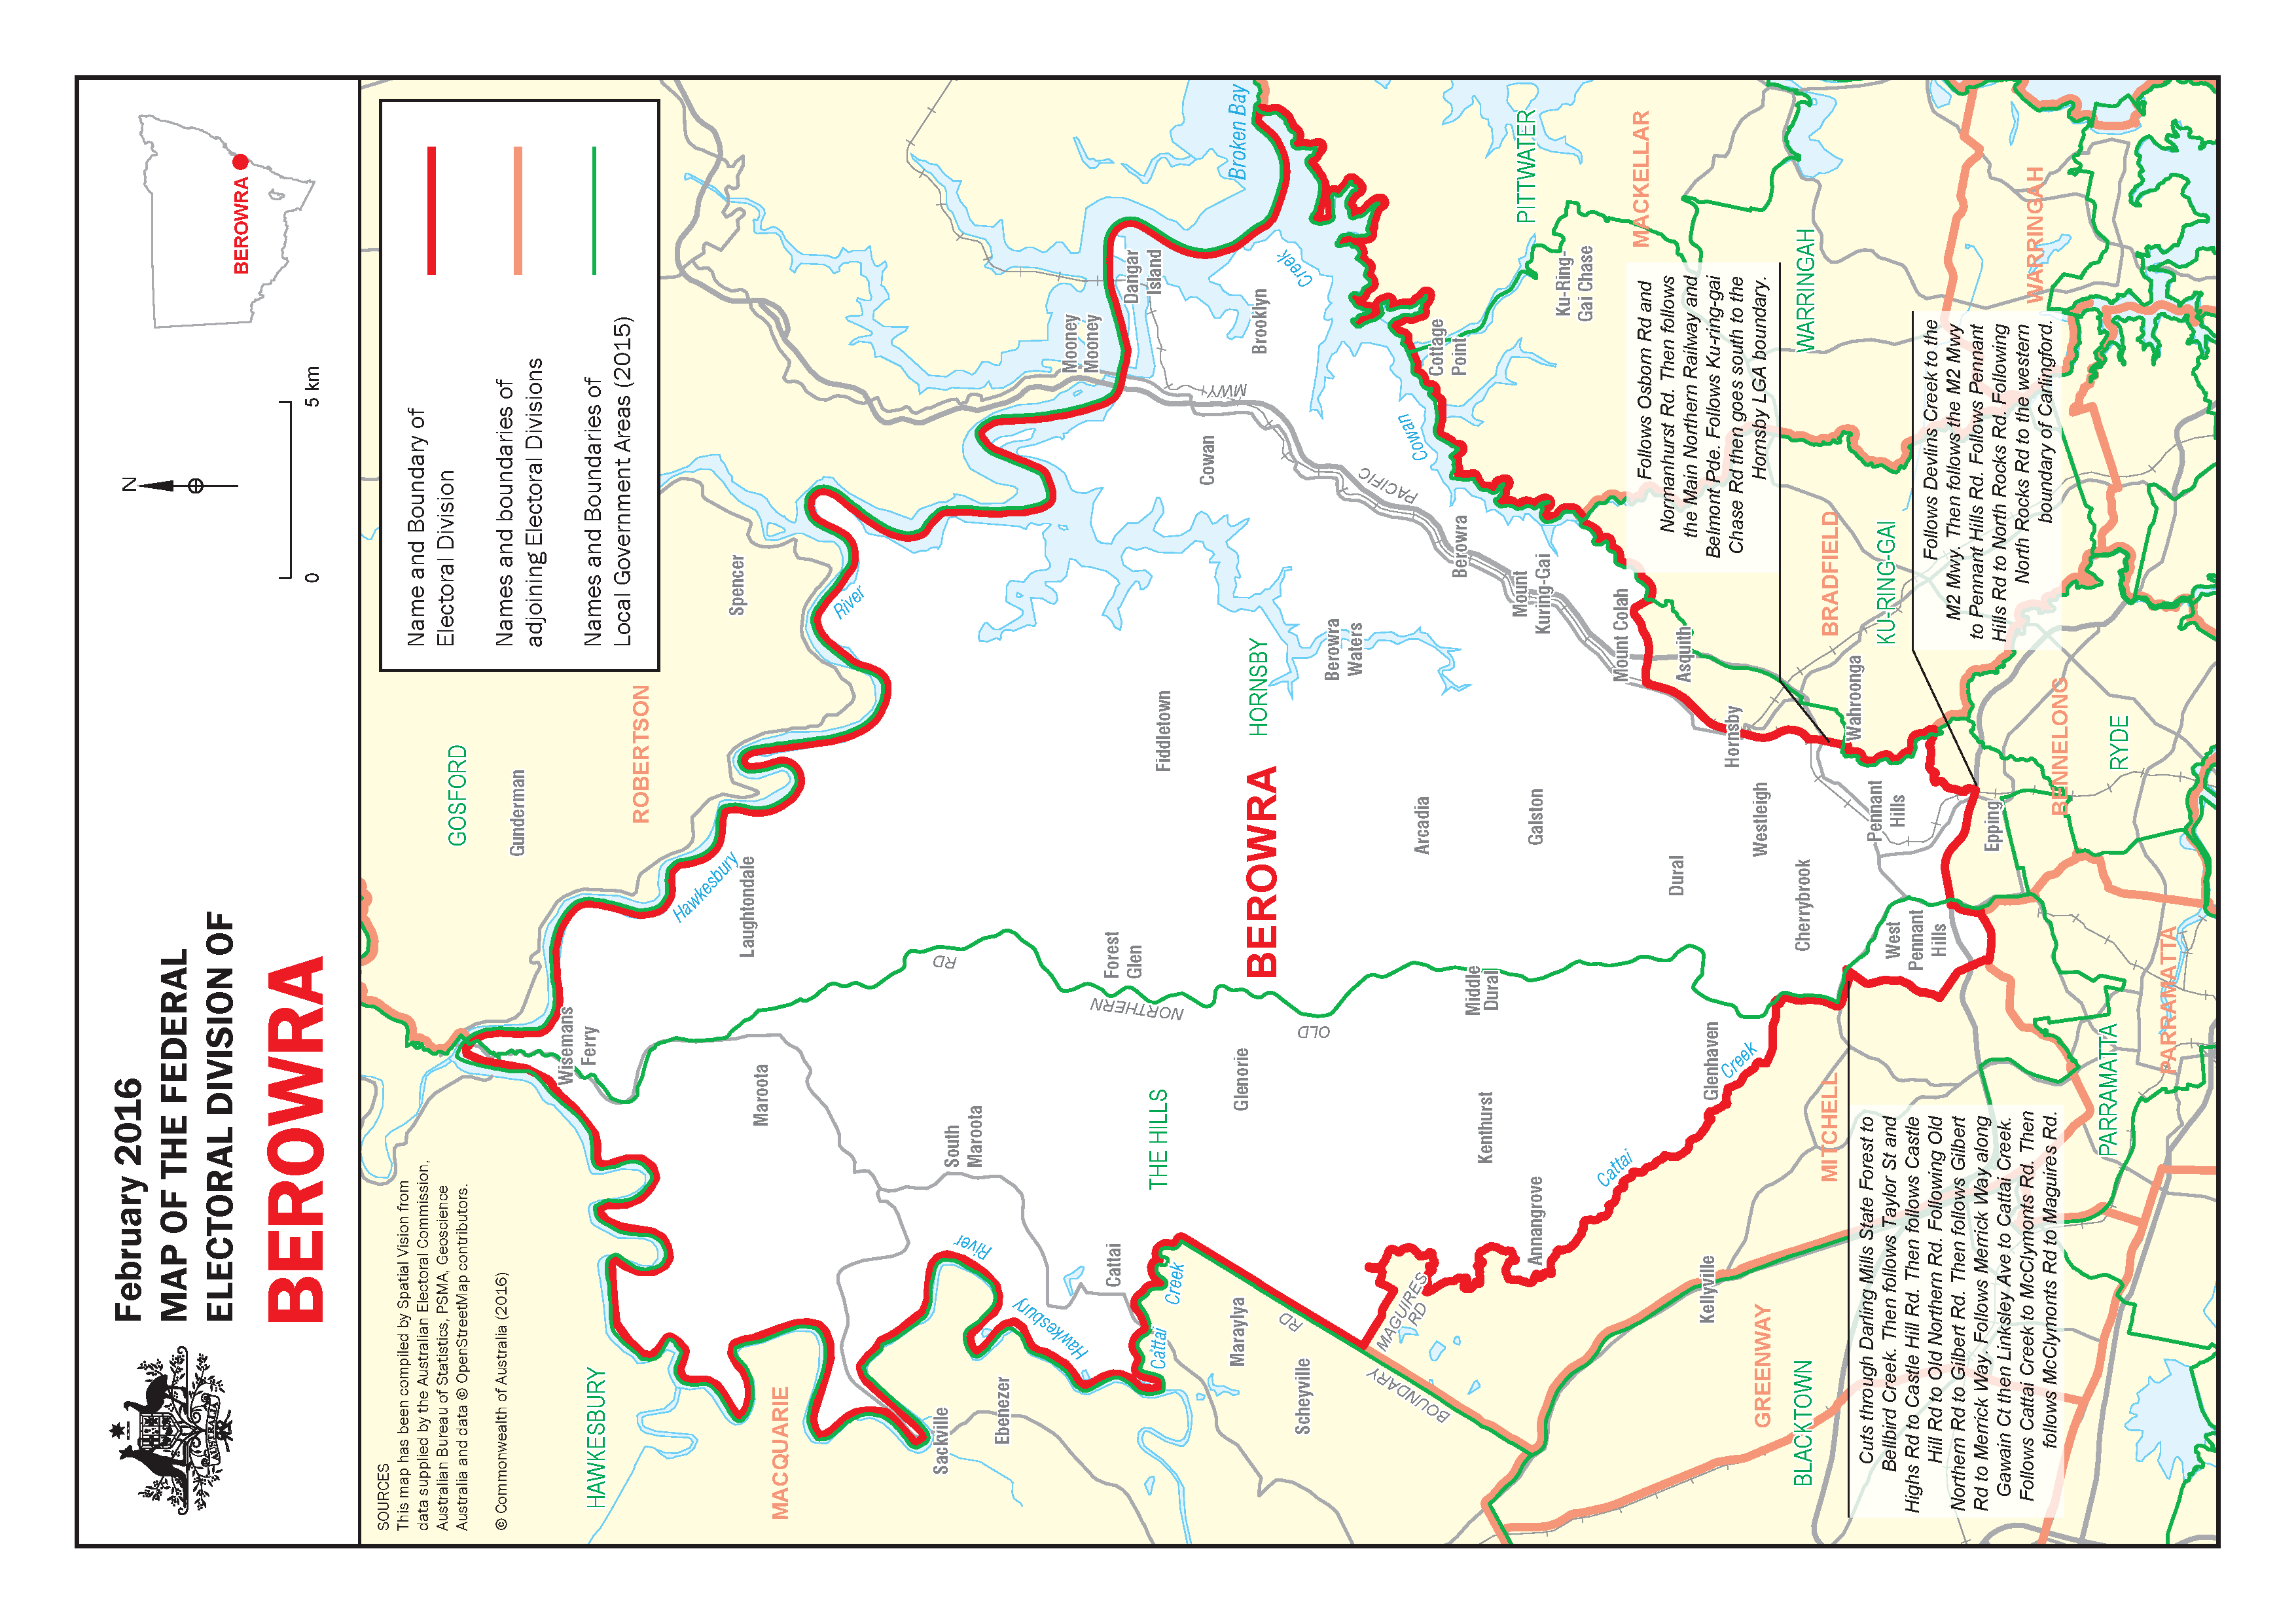 February 2016
MAP OF THE FEDERAL
ELECTORAL DIVISION OF
BEROWRA
AUSTRALIA
N
0
5 km
BEROWRA
SOURCES
This map has been compiled by Spatial Vision from
data supplied by the Australian Electoral Commission,
Australian Bureau of Statistics, PSMA, Geoscience
Australia and data © OpenStreetMap contributors.
© Commonwealth of Australia (2016)
Name and Boundary of
Electoral Division
Names and boundaries of
adjoining Electoral Divisions
Names and Boundaries of
Local Government Areas (2015)
GOSFORD
Gunderman
ROBERTSON
HAWKESBURY
Wisemans
Ferry
Hawkesbury
Laughtondale
Spencer
River
Maroota
MACQUARIE
RD
South
Maroota
River
Sackville
Ebenezer
Hawkesbury
Mooney
Mooney
Dangar
Island
Broken Bay
Forest
Glen
Cattai
NORTHERN
Fiddletown
THE HILLS
Cattai
Creek
Cowan
MWY
Brooklyn
Creek
HORNSBY
BEROWRA
Glenorie
Maraylya
RD
OLD
Scheyville
Berowra
Waters
PACIFIC
Cowan
Cottage
Point
BOUNDARY
MAGUIRES
RD
Arcadia
Berowra
Middle
Dural
Kenthurst
Annangrove
Galston
Mount
Kuring-Gai
PITTWATER
Ku-Ring-
Gai Chase
MACKELLAR
Cattai
Creek
Mount Colah
Asquith
Dural
Glenhaven
Kellyville
Hornsby
Westleigh
GREENWAY
BLACKTOWN
Cherrybrook
MITCHELL
WARRINGAH
BRADFIELD
Wahroonga
KU-RING-GAI
Pennant
Hills
West
Pennant
Hills
Epping
WARRINGAH
BENNELONG
RYDE
PARRAMATTA
PARRAMATTA
Follows Osborn Rd and
Normanhurst Rd. Then follows
the Main Northern Railway and
Belmont Pde. Follows Ku-ring-gai
Chase Rd then goes south to the
Hornsby LGA boundary.
Follows Devlins Creek to the
M2 Mwy. Then follows the M2 Mwy
to Pennant Hills Rd. Follows Pennant
Hills Rd to North Rocks Rd. Following
North Rocks Rd to the western
boundary of Carlingford.
Cuts through Darling Mills State Forest to
Bellbird Creek. Then follows Taylor St and
Highs Rd to Castle Hill Rd. Then follows Castle
Hill Rd to Old Northern Rd. Following Old
Northern Rd to Gilbert Rd. Then follows Gilbert
Rd to Merrick Way. Follows Merrick Way along
Gawain Ct then Linksley Ave to Cattai Creek.
Follows Cattai Creek to McClymonts Rd. Then
follows McClymonts Rd to Maguires Rd.